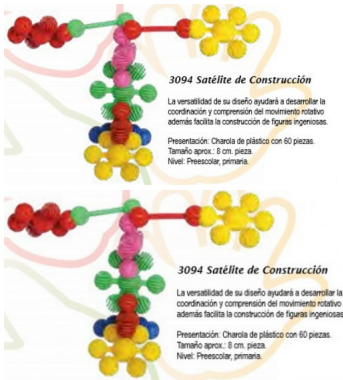 3094 Satélite de Construcción
La versatilidad de su diseño ayudará a desarrollar la
coordinación y comprensión del movimiento rotativo
además facilita la construcción de figuras ingeniosas.
Presentación: Charola de plástico con 60 piezas.
Tamaño aprox.: 8 cm. pieza.
Nivel: Preescolar, primaria.
3094 Satélite de Construcción
La versatilidad de su diseño ayudará a desarrollar la
coordinación y comprensión del movimiento rotativo
además facilita la construcción de figuras ingeniosas
Presentación: Charola de plástico con 60 piezas.
Tamaño aprox.: 8 cm. pieza.
Nivel: Preescolar, primaria.